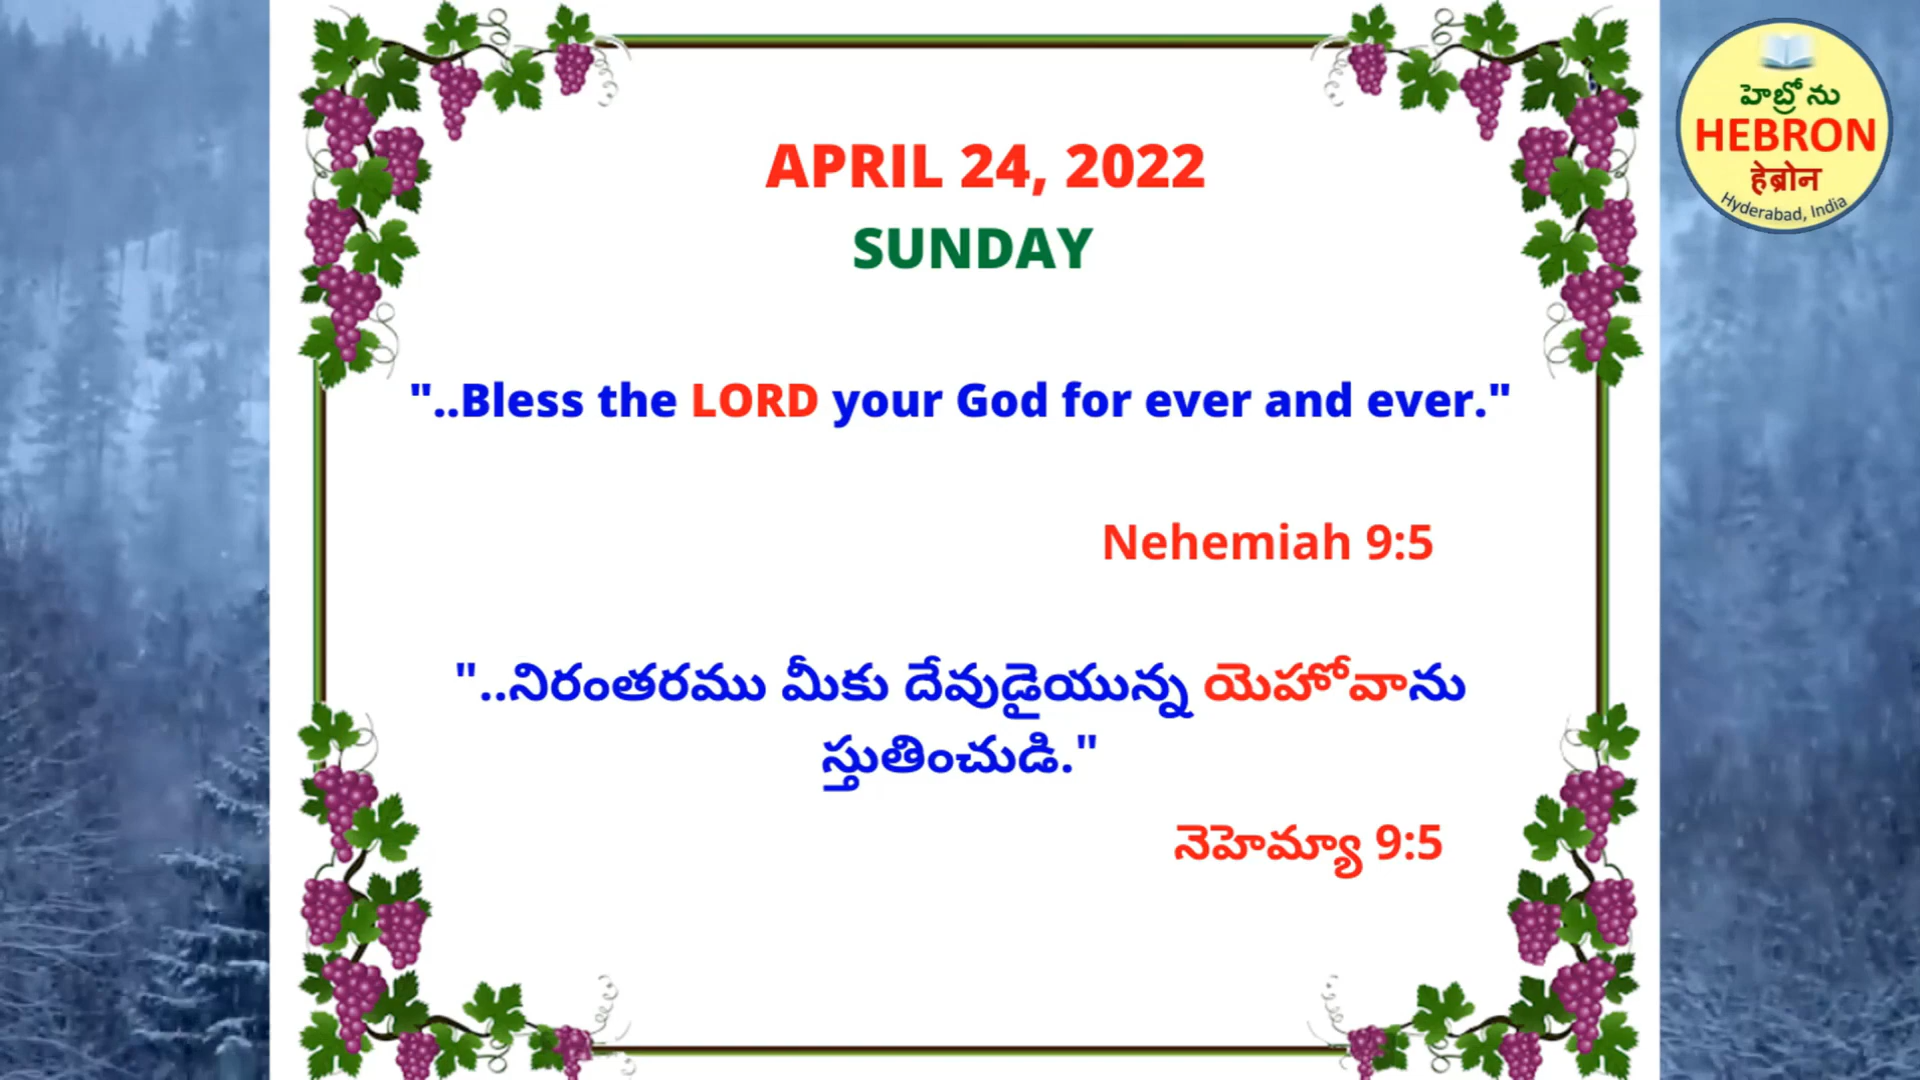 APRIL 24, 2022
SUNDAY
"..Bless the LORD your God for ever and ever."
Nehemiah 9:5
"..నిరంతరము మీకు దేవుడైయున్న యెహోవాను
స్తుతించుడి."
నెహెమ్యా 9:5
హెబ్రోను
HEBRON
हेब्रोन
Hyderabad, India